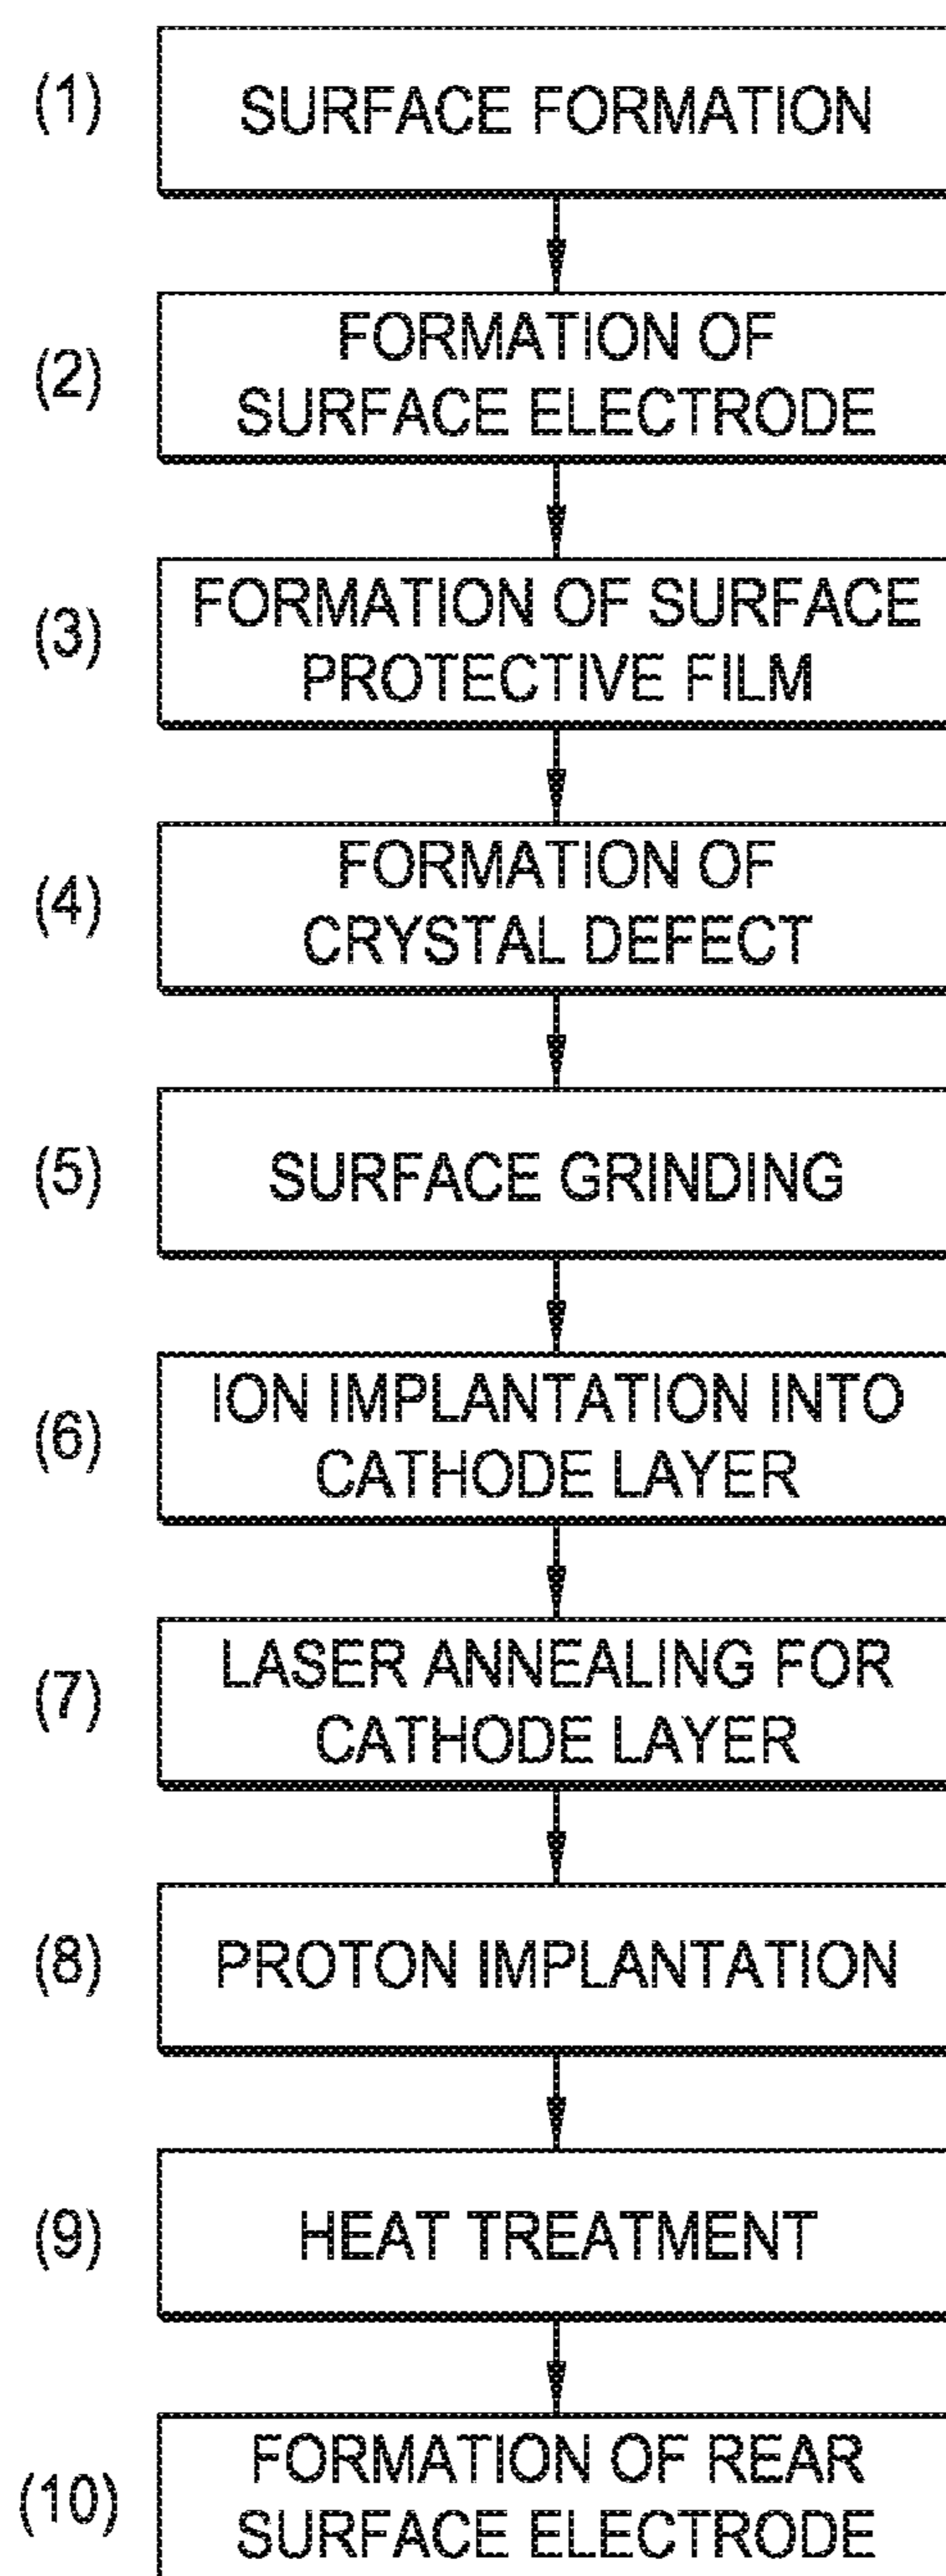 (1) SURFACE FORMATION
(2) FORMATION OF
SURFACE ELECTRODE
(3) FORMATION OF SURFACE
PROTECTIVE FILM
(4) FORMATION OF
CRYSTAL DEFECT
(5) SURFACE GRINDING
(6) ION IMPLANTATION INTO
CATHODE LAYER
(7) LASER ANNEALING FOR
CATHODE LAYER
(8) PROTON IMPLANTATION
(9) HEAT TREATMENT
(10) FORMATION OF REAR
SURFACE ELECTRODE